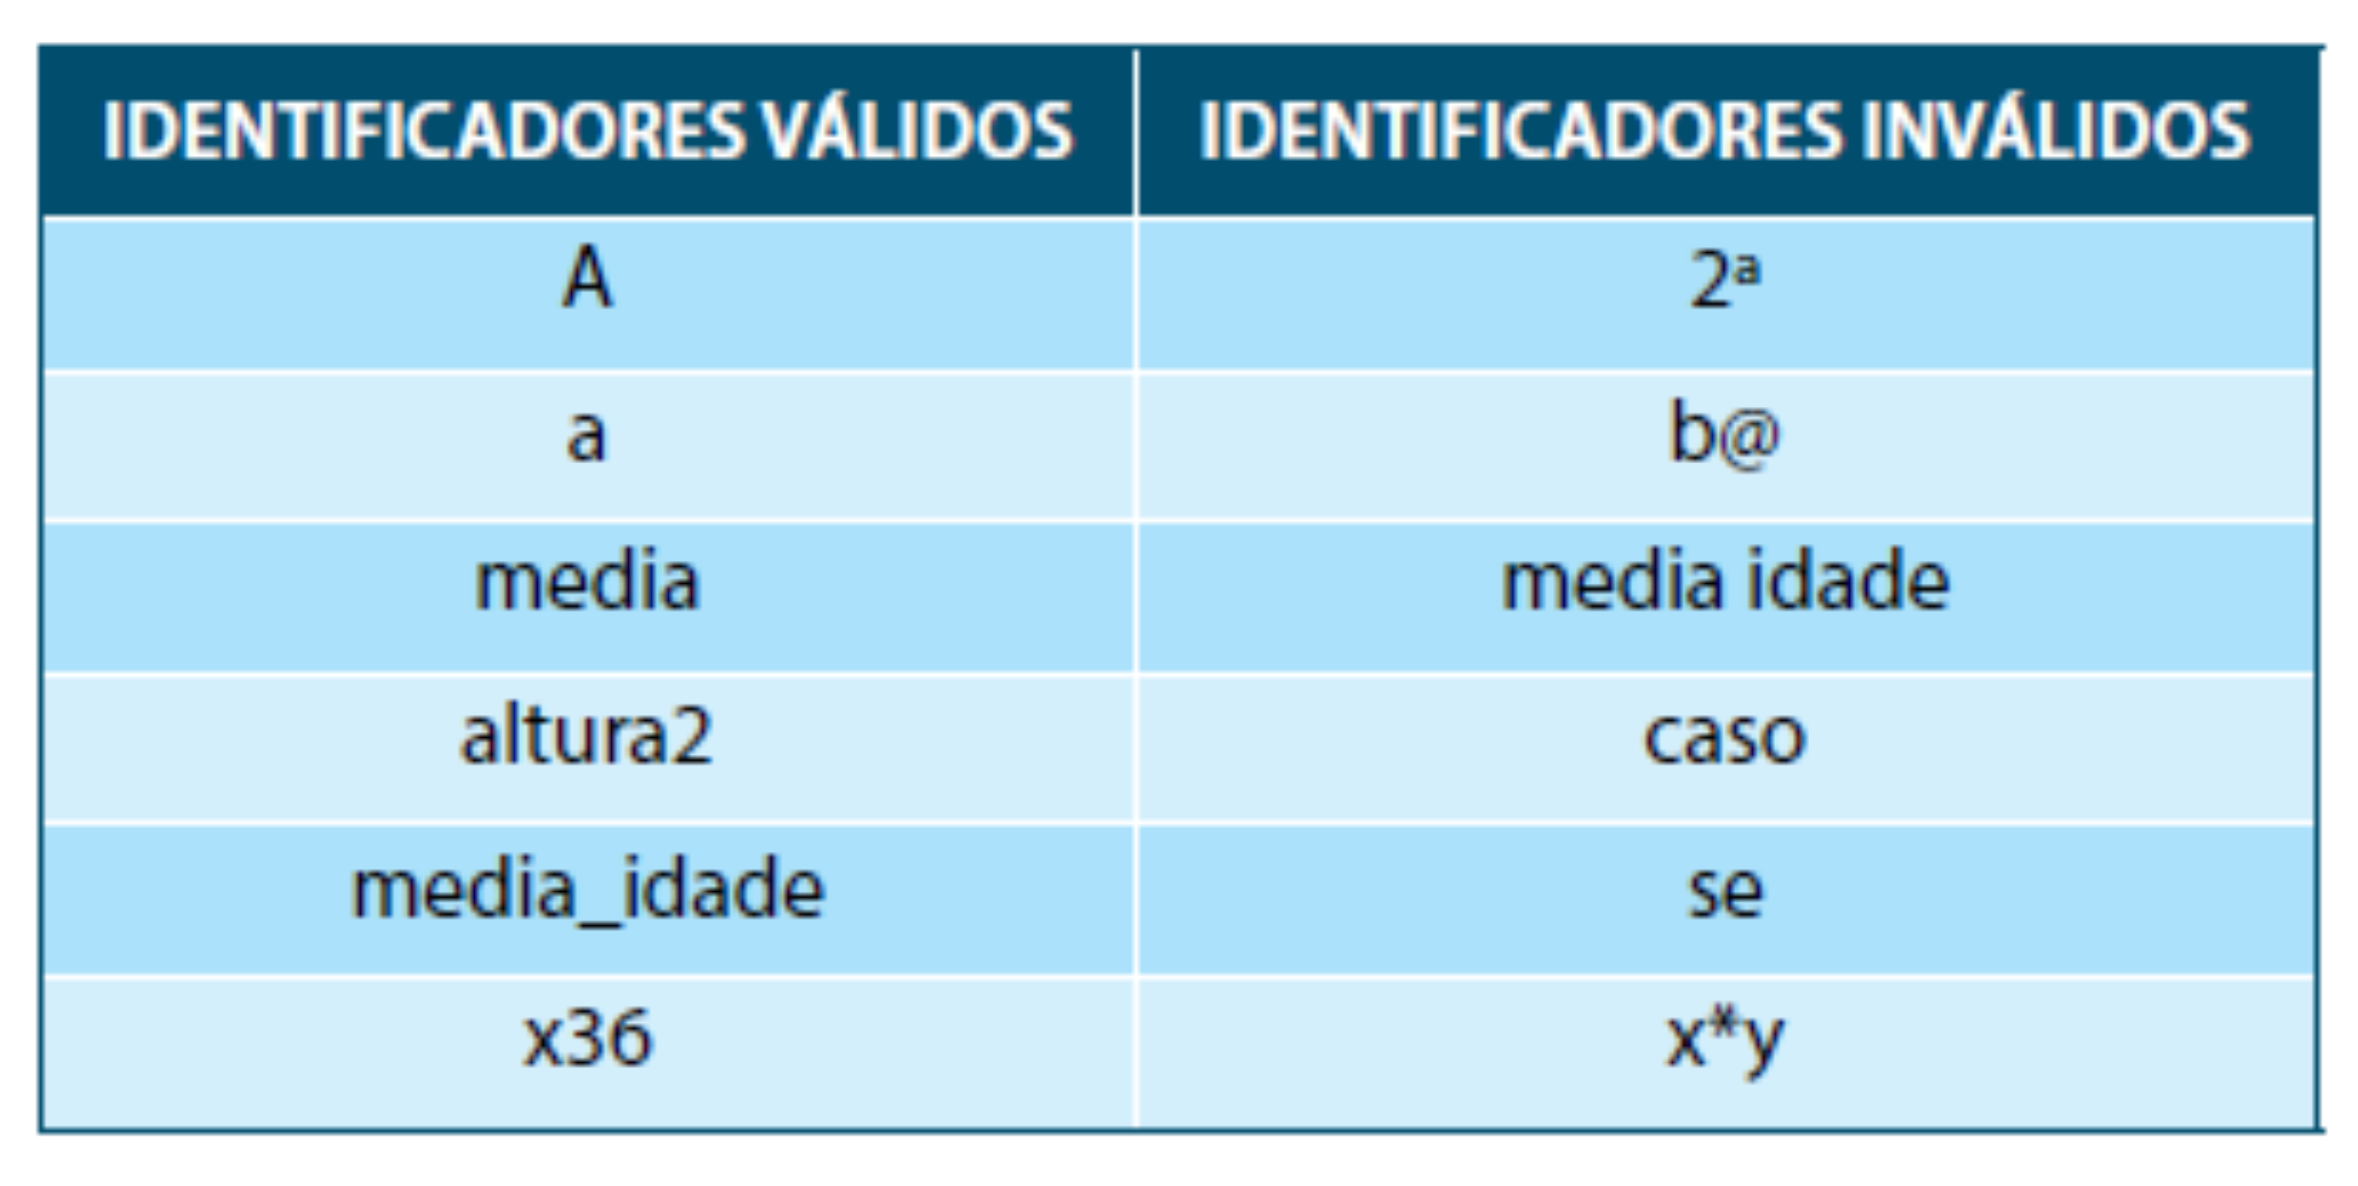 IDENTIFICADORES VÁLIDOS IDENTIFICADORES INVÁLIDOS
A 2ª
a b@
media media idade
altura2 caso
media_idade se
x36 x*y